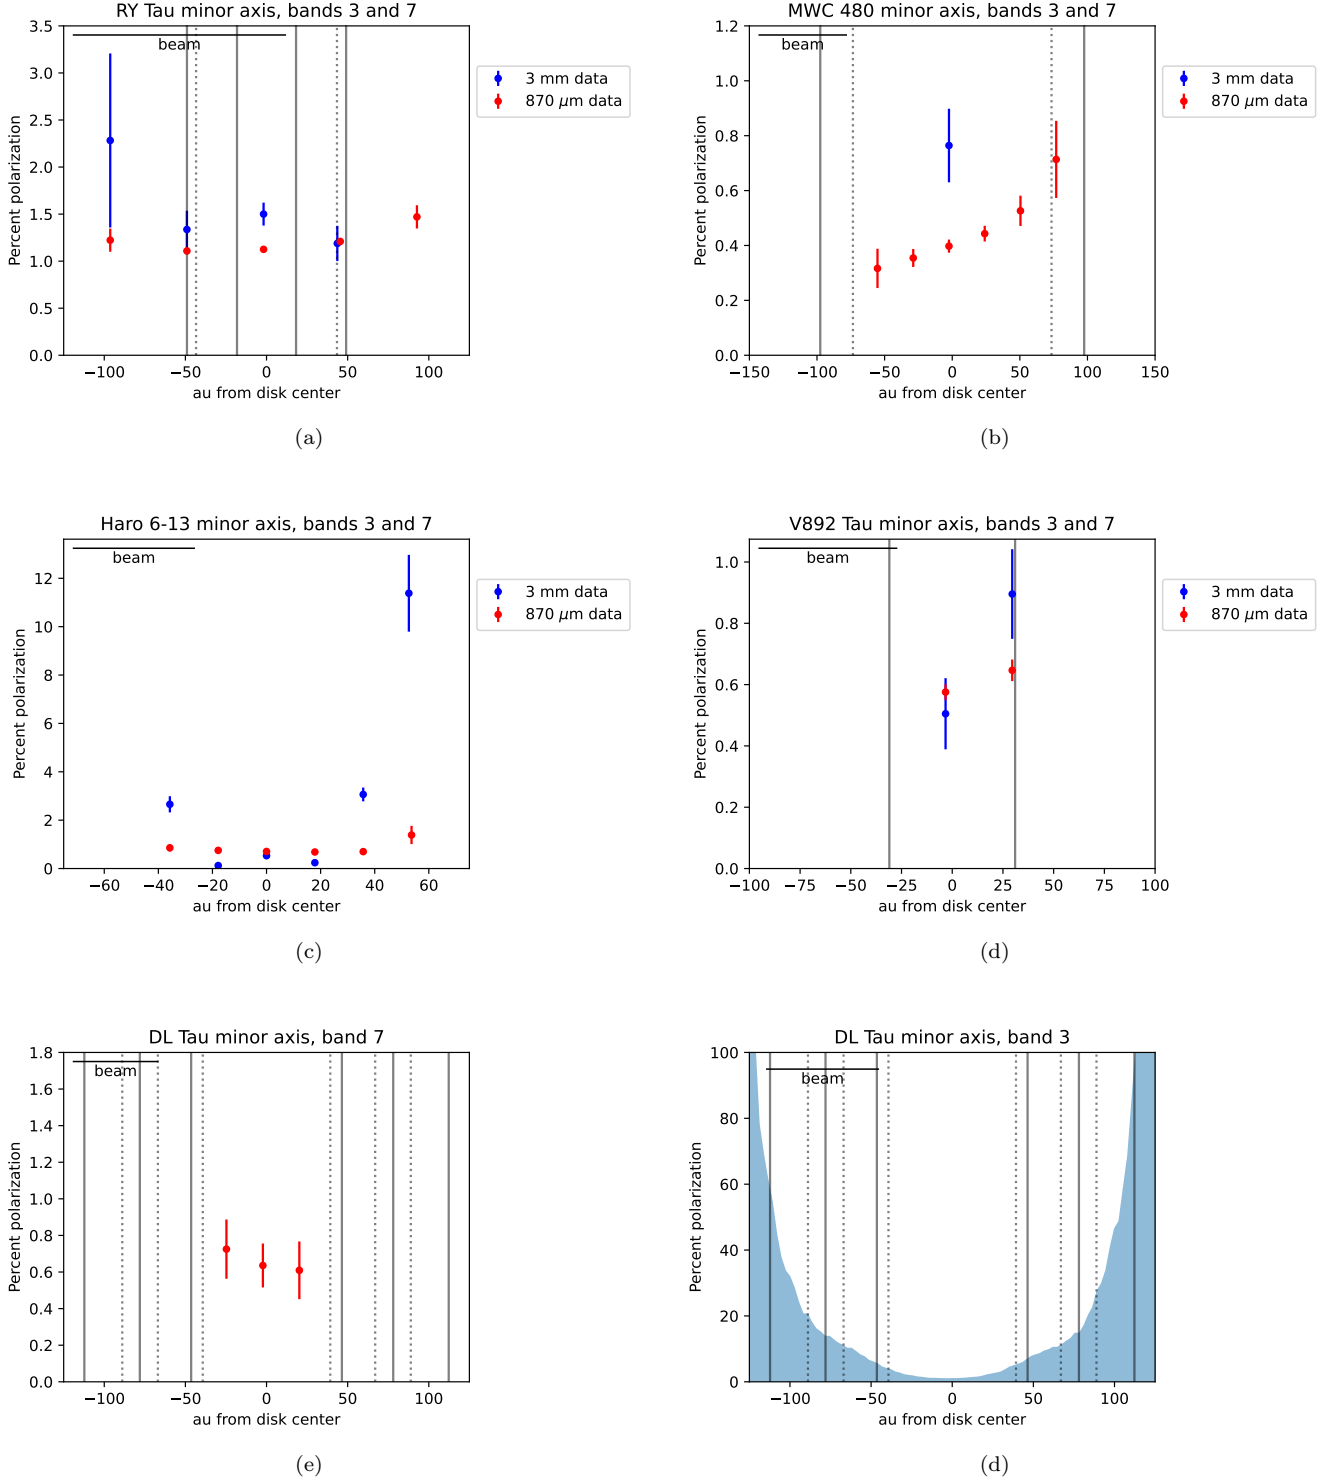 RY Tau minor axis, bands 3 and 7
3.5
3.0
2.5
2.0
1.5
1.0
0.5
0.0
Percent polarization
beam
−100 −50 0 50 100
au from disk center
3 mm data
870 μm data
(a)
MWC 480 minor axis, bands 3 and 7
1.2
1.0
0.8
0.6
0.4
0.2
0.0
Percent polarization
beam
−150 −100 −50 0 50 100 150
au from disk center
3 mm data
870 μm data
(b)
Haro 6-13 minor axis, bands 3 and 7
12
10
8
6
4
2
0
Percent polarization
beam
−60 −40 −20 0 20 40 60
au from disk center
3 mm data
870 μm data
(c)
V892 Tau minor axis, bands 3 and 7
1.0
0.8
0.6
0.4
0.2
0.0
Percent polarization
beam
−100 −75 −50 −25 0 25 50 75 100
au from disk center
3 mm data
870 μm data
(d)
DL Tau minor axis, band 7
1.8
1.6
1.4
1.2
1.0
0.8
0.6
0.4
0.2
0.0
Percent polarization
beam
−100 −50 0 50 100
au from disk center
(e)
DL Tau minor axis, band 3
100
80
60
40
20
0
Percent polarization
beam
−100 −50 0 50 100
au from disk center
(d)